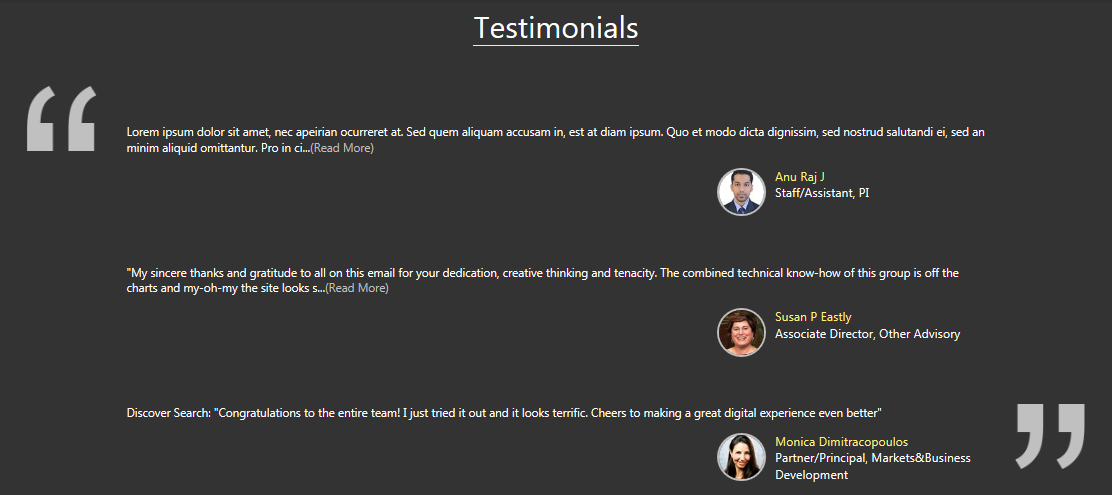 Testimonials
“
Lorem ipsum dolor sit amet, nec apeirian ocurreret at. Sed quem aliquam accusam in, est at diam ipsum. Quo et modo dicta dignissim, sed nostrud salutandi ei, sed an
minim aliquid omittantur. Pro in ci...(Read More)
Anu Raj J
Staff/Assistant, PI
"My sincere thanks and gratitude to all on this email for your dedication, creative thinking and tenacity. The combined technical know-how of this group is off the
charts and my-oh-my the site looks s...(Read More)
Susan P Eastly
Associate Director, Other Advisory
Discover Search: "Congratulations to the entire team! I just tried it out and it looks terrific. Cheers to making a great digital experience even better"
”
Monica Dimitracopoulos
Partner/Principal, Markets&Business
Development